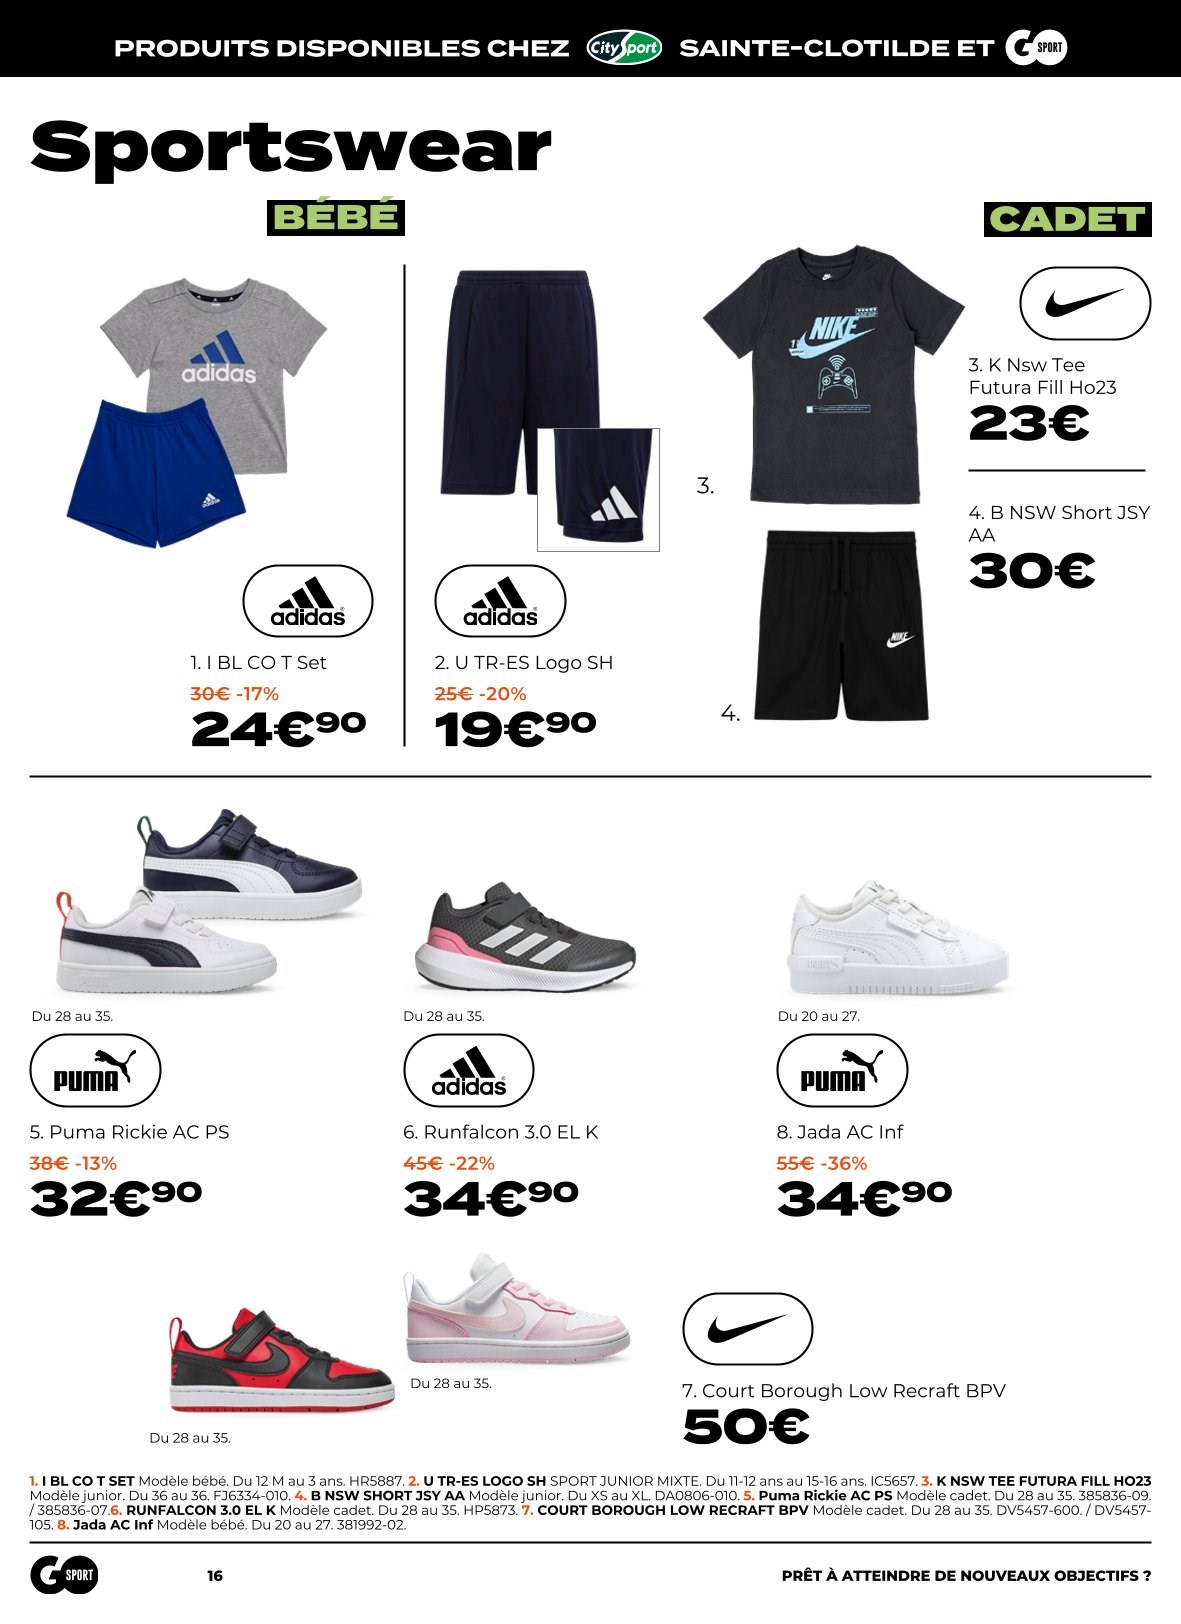 PRODUITS DISPONIBLES CHEZ CitySport SAINTE-CLOTILDE ET GO SPORT
Sportswear
BÉBÉ
CADET
adidas
NIKE
3. K Nsw Tee
Futura Fill Ho23
23€
3.
4. B NSW Short JSY
AA
30€
NIKE
4.
adidas
1. I BL CO T Set
30€ -17%
24€90
adidas
2. U TR-ES Logo SH
25€ -20%
19€90
Du 28 au 35.
PUMA
5. Puma Rickie AC PS
38€ -13%
32€90
Du 28 au 35.
adidas
6. Runfalcon 3.0 EL K
45€ -22%
34€90
Du 20 au 27.
PUMA
8. Jada AC Inf
55€ -36%
34€90
Du 28 au 35.
Du 28 au 35.
7. Court Borough Low Recraft BPV
50€
1. I BL CO T SET Modèle bébé. Du 12 M au 3 ans. HR5887. 2. U TR-ES LOGO SH SPORT JUNIOR MIXTE. Du 11-12 ans au 15-16 ans. IC5657. 3. K NSW TEE FUTURA FILL HO23
Modèle junior. Du 36 au 36. FJ6334-010. 4. B NSW SHORT JSY AA Modèle junior. Du XS au XL. DA0806-010. 5. Puma Rickie AC PS Modèle cadet. Du 28 au 35. 385836-09.
/ 385836-07.6. RUNFALCON 3.0 EL K Modèle cadet. Du 28 au 35. HP5873. 7. COURT BOROUGH LOW RECRAFT BPV Modèle cadet. Du 28 au 35. DV5457-600. / DV5457-
105. 8. Jada AC Inf Modèle bébé. Du 20 au 27. 381992-02.
GO SPORT
16
PRÊT À ATTEINDRE DE NOUVEAUX OBJECTIFS ?